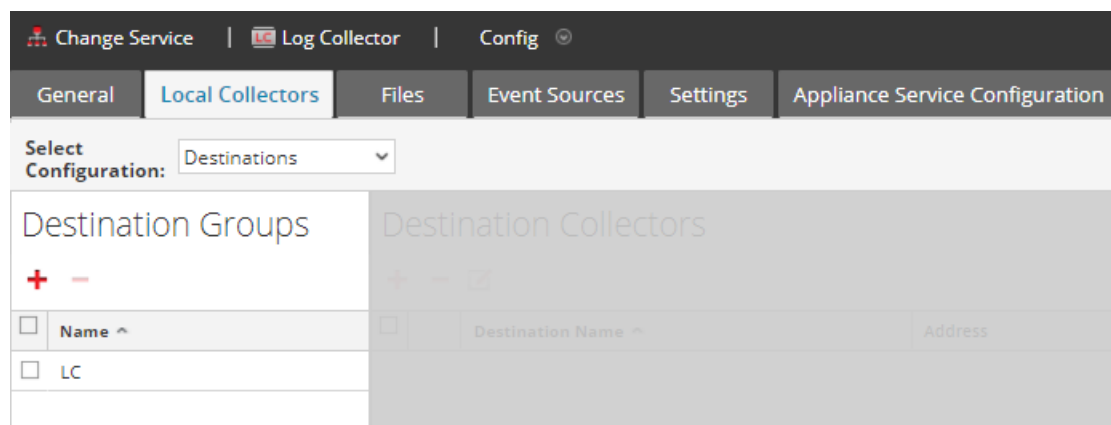 Change Service | LC Log Collector | Config
General Local Collectors Files Event Sources Settings Appliance Service Configuration
Select
Configuration: Destinations
Destination Groups Destination Collectors
Name Destination Name Address
LC